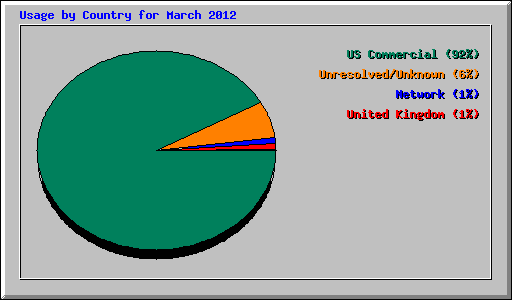 Usage by Country for March 2012
US Commercial (92%)
Unresolved/Unknown (6%)
Network (1%)
United Kingdom (1%)